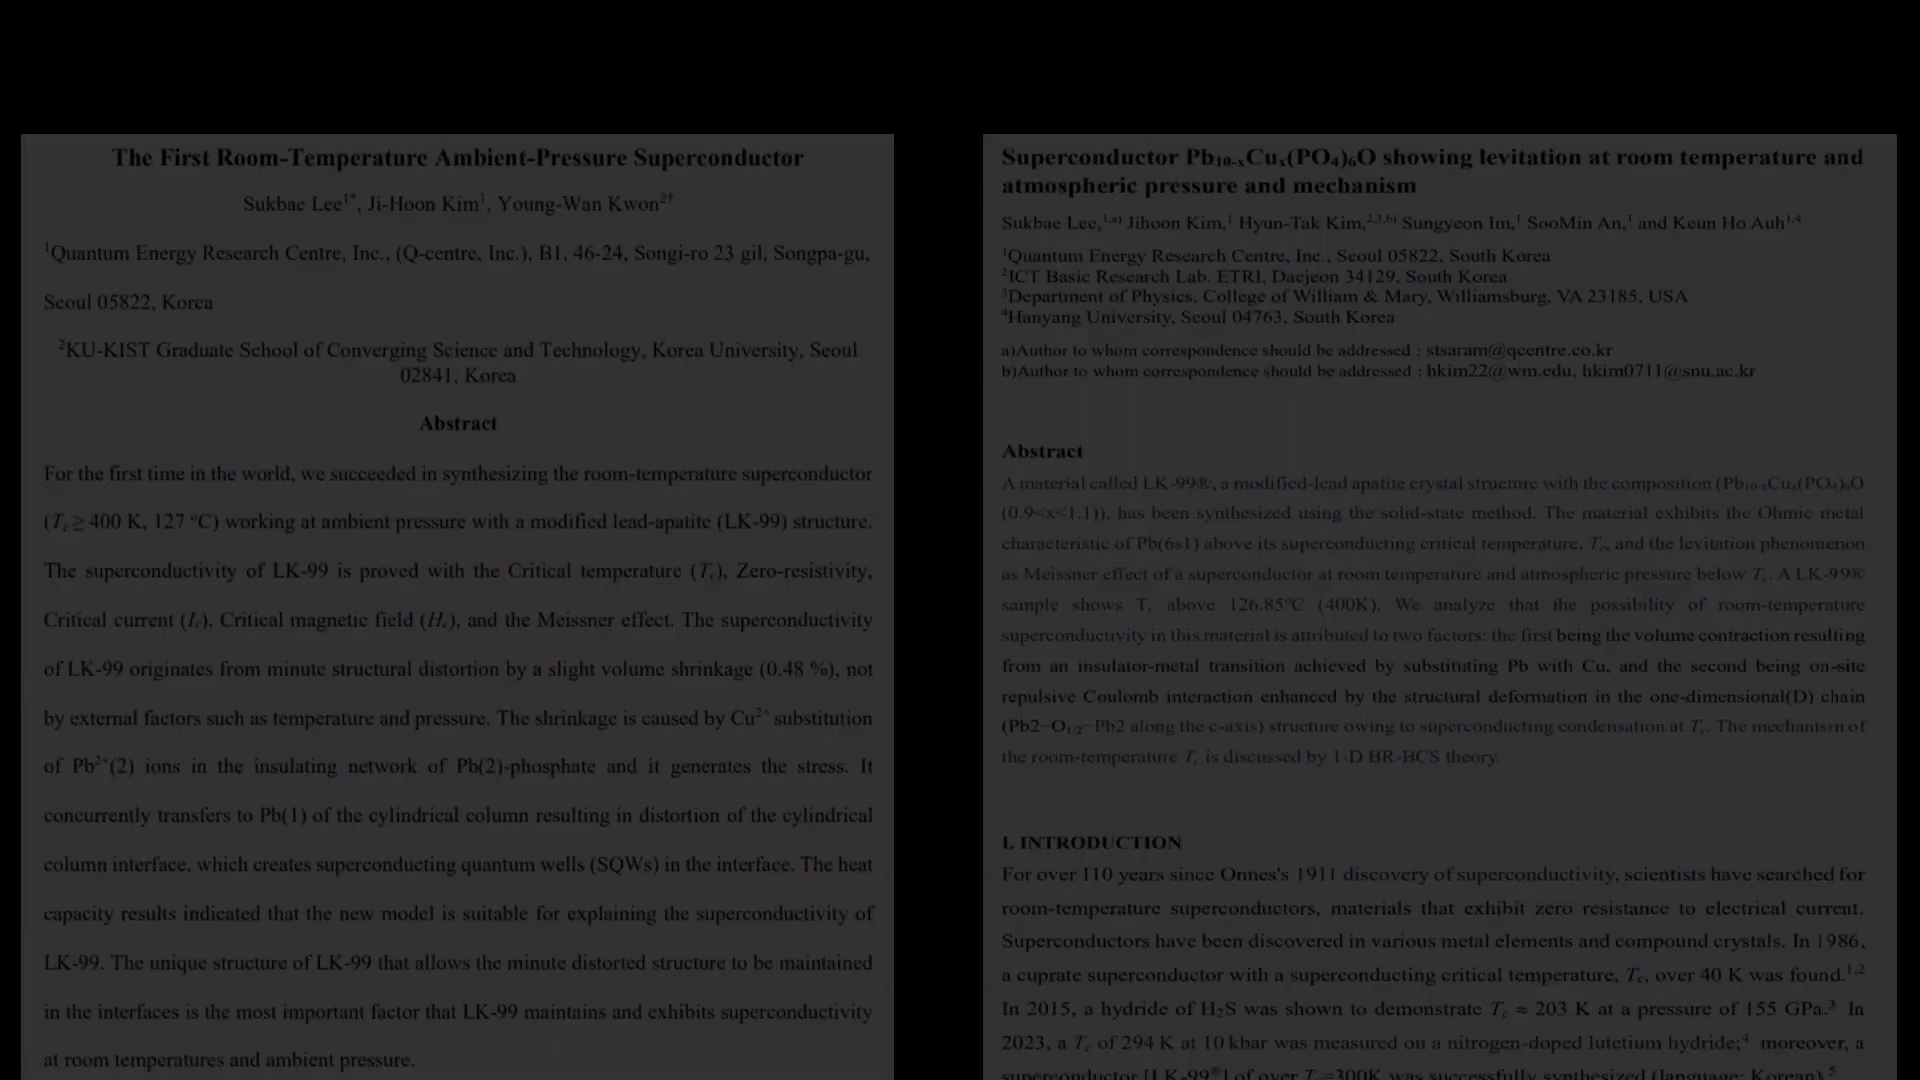 The First Room-Temperature Ambient-Pressure Superconductor
Sukbae Lee¹*, Ji-Hoon Kim¹, Young-Wan Kwon²†
¹Quantum Energy Research Centre, Inc., (Q-centre, Inc.), B1, 46-24, Songi-ro 23 gil, Songpa-gu,
Seoul 05822, Korea
²KU-KIST Graduate School of Converging Science and Technology, Korea University, Seoul
02841, Korea
Abstract
For the first time in the world, we succeeded in synthesizing the room-temperature superconductor
(Tc≥ 400 K, 127 ºC) working at ambient pressure with a modified lead-apatite (LK-99) structure.
The superconductivity of LK-99 is proved with the Critical temperature (Tc), Zero-resistivity,
Critical current (Ic), Critical magnetic field (Hc), and the Meissner effect. The superconductivity
of LK-99 originates from minute structural distortion by a slight volume shrinkage (0.48 %), not
by external factors such as temperature and pressure. The shrinkage is caused by Cu²⁺ substitution
of Pb²⁺(2) ions in the insulating network of Pb(2)-phosphate and it generates the stress. It
concurrently transfers to Pb(1) of the cylindrical column resulting in distortion of the cylindrical
column interface, which creates superconducting quantum wells (SQWs) in the interface. The heat
capacity results indicated that the new model is suitable for explaining the superconductivity of
LK-99. The unique structure of LK-99 that allows the minute distorted structure to be maintained
in the interfaces is the most important factor that LK-99 maintains and exhibits superconductivity
at room temperatures and ambient pressure.
Superconductor Pb₁₀₋ₓCuₓ(PO₄)₆O showing levitation at room temperature and
atmospheric pressure and mechanism
Sukbae Lee,¹,ᵃ⁾ Jihoon Kim,¹ Hyun-Tak Kim,²,³,ᵇ⁾ Sungyeon Im,¹ SooMin An,¹ and Keun Ho Auh¹,⁴
¹Quantum Energy Research Centre, Inc., Seoul 05822, South Korea
²ICT Basic Research Lab. ETRI, Daejeon 34129, South Korea
³Department of Physics, College of William & Mary, Williamsburg, VA 23185, USA
⁴Hanyang University, Seoul 04763, South Korea
a)Author to whom correspondence should be addressed : stsaram@qcentre.co.kr
b)Author to whom correspondence should be addressed : hkim22@wm.edu, hkim0711@snu.ac.kr
Abstract
A material called LK-99®, a modified-lead apatite crystal structure with the composition (Pb₁₀₋ₓCuₓ(PO₄)₆O
(0.9<x<1.1)), has been synthesized using the solid-state method. The material exhibits the Ohmic metal
characteristic of Pb(6s1) above its superconducting critical temperature, Tc, and the levitation phenomenon
as Meissner effect of a superconductor at room temperature and atmospheric pressure below Tc. A LK-99®
sample shows Tc above 126.85ºC (400K). We analyze that the possibility of room-temperature
superconductivity in this material is attributed to two factors: the first being the volume contraction resulting
from an insulator-metal transition achieved by substituting Pb with Cu, and the second being on-site
repulsive Coulomb interaction enhanced by the structural deformation in the one-dimensional(D) chain
(Pb2−O₁/₂−Pb2 along the c-axis) structure owing to superconducting condensation at Tc. The mechanism of
the room-temperature Tc is discussed by 1-D BR-BCS theory.
I. INTRODUCTION
For over 110 years since Onnes's 1911 discovery of superconductivity, scientists have searched for
room-temperature superconductors, materials that exhibit zero resistance to electrical current.
Superconductors have been discovered in various metal elements and compound crystals. In 1986,
a cuprate superconductor with a superconducting critical temperature, Tc, over 40 K was found.¹,²
In 2015, a hydride of H₂S was shown to demonstrate Tc ≈ 203 K at a pressure of 155 GPa.³ In
2023, a Tc of 294 K at 10 kbar was measured on a nitrogen-doped lutetium hydride;⁴ moreover, a
superconductor [LK-99®] of over Tc=300K was successfully synthesized (language: Korean).⁵